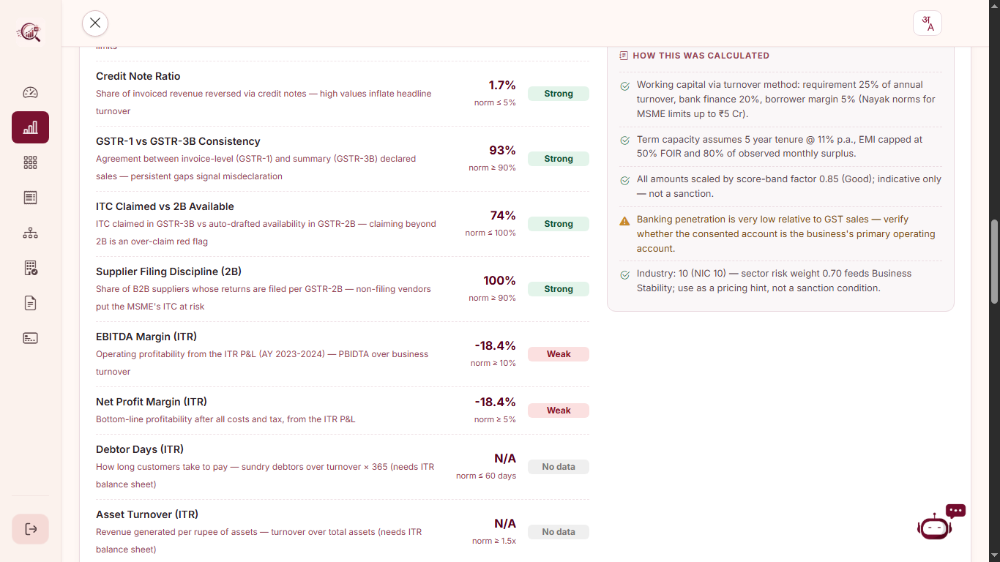 अ
A
limits
Credit Note Ratio
Share of invoiced revenue reversed via credit notes — high values inflate headline
turnover
1.7%
norm ≤ 5%
Strong
GSTR-1 vs GSTR-3B Consistency
Agreement between invoice-level (GSTR-1) and summary (GSTR-3B) declared
sales — persistent gaps signal misdeclaration
93%
norm ≥ 90%
Strong
ITC Claimed vs 2B Available
ITC claimed in GSTR-3B vs auto-drafted availability in GSTR-2B — claiming beyond
2B is an over-claim red flag
74%
norm ≤ 100%
Strong
Supplier Filing Discipline (2B)
Share of B2B suppliers whose returns are filed per GSTR-2B — non-filing vendors
put the MSME's ITC at risk
100%
norm ≥ 90%
Strong
EBITDA Margin (ITR)
Operating profitability from the ITR P&L (AY 2023-2024) — PBIDTA over business
turnover
-18.4%
norm ≥ 10%
Weak
Net Profit Margin (ITR)
Bottom-line profitability after all costs and tax, from the ITR P&L
-18.4%
norm ≥ 5%
Weak
Debtor Days (ITR)
How long customers take to pay — sundry debtors over turnover × 365 (needs ITR
balance sheet)
N/A
norm ≤ 60 days
No data
Asset Turnover (ITR)
Revenue generated per rupee of assets — turnover over total assets (needs ITR
balance sheet)
N/A
norm ≥ 1.5x
No data
HOW THIS WAS CALCULATED
Working capital via turnover method: requirement 25% of annual
turnover, bank finance 20%, borrower margin 5% (Nayak norms for
MSME limits up to ₹5 Cr).
Term capacity assumes 5 year tenure @ 11% p.a., EMI capped at
50% FOIR and 80% of observed monthly surplus.
All amounts scaled by score-band factor 0.85 (Good); indicative only
— not a sanction.
Banking penetration is very low relative to GST sales — verify
whether the consented account is the business's primary operating
account.
Industry: 10 (NIC 10) — sector risk weight 0.70 feeds Business
Stability; use as a pricing hint, not a sanction condition.